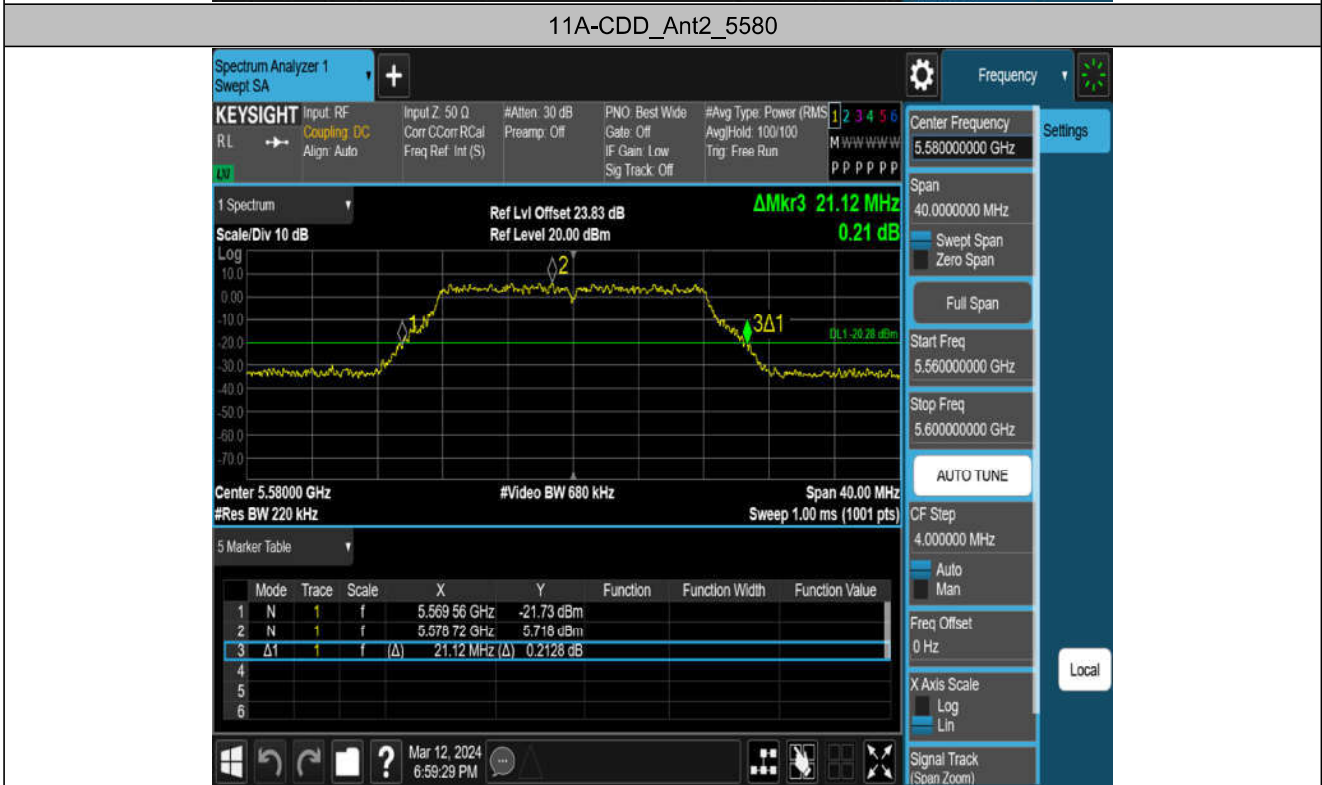 11A-CDD_Ant2_5580
Spectrum Analyzer 1
Swept SA
+
Frequency
KEYSIGHT
RL
LXI
Input: RF
Coupling: DC
Align: Auto
Input Z: 50 Ω
Corr CCorr RCal
Freq Ref: Int (S)
#Atten: 30 dB
Preamp: Off
PNO: Best Wide
Gate: Off
IF Gain: Low
Sig Track: Off
#Avg Type: Power (RMS
Avg|Hold: 100/100
Trig: Free Run
1 2 3 4 5 6
M W W W W W
P P P P P P
1 Spectrum
Scale/Div 10 dB
Ref Lvl Offset 23.83 dB
Ref Level 20.00 dBm
ΔMkr3 21.12 MHz
0.21 dB
Log
10.0
0.00
-10.0
-20.0
-30.0
-40.0
-50.0
-60.0
-70.0
1
2
3Δ1
DL1 -20.28 dBm
Center 5.58000 GHz
#Video BW 680 kHz
Span 40.00 MHz
#Res BW 220 kHz
Sweep 1.00 ms (1001 pts)
5 Marker Table
Mode Trace Scale X Y Function Function Width Function Value
1 N 1 f 5.569 56 GHz -21.73 dBm
2 N 1 f 5.578 72 GHz 5.718 dBm
3 Δ1 1 f (Δ) 21.12 MHz (Δ) 0.2128 dB
4
5
6
Mar 12, 2024
6:59:29 PM
?
Center Frequency
5.580000000 GHz
Settings
Span
40.0000000 MHz
Swept Span
Zero Span
Full Span
Start Freq
5.560000000 GHz
Stop Freq
5.600000000 GHz
AUTO TUNE
CF Step
4.000000 MHz
Auto
Man
Freq Offset
0 Hz
Local
X Axis Scale
Log
Lin
Signal Track
(Span Zoom)